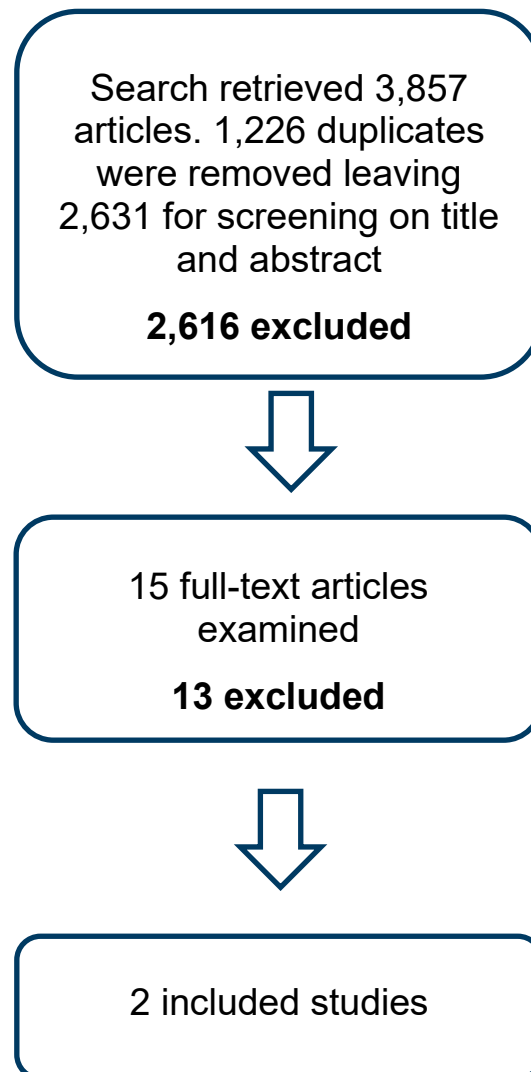 Search retrieved 3,857
articles. 1,226 duplicates
were removed leaving
2,631 for screening on title
and abstract
2,616 excluded
15 full-text articles
examined
13 excluded
2 included studies